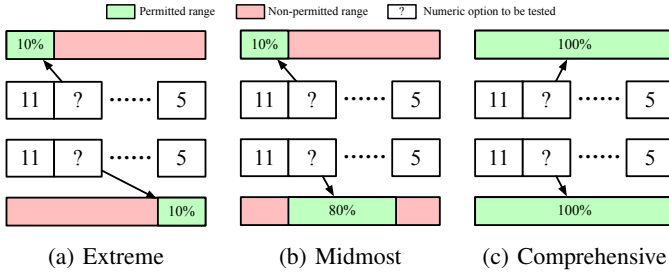 Permitted range Non-permitted range ? Numeric option to be tested
10% 10% 100%
11 ? ...... 5 11 ? ...... 5 11 ? ...... 5
11 ? ...... 5 11 ? ...... 5 11 ? ...... 5
10% 80% 100%
(a) Extreme (b) Midmost (c) Comprehensive